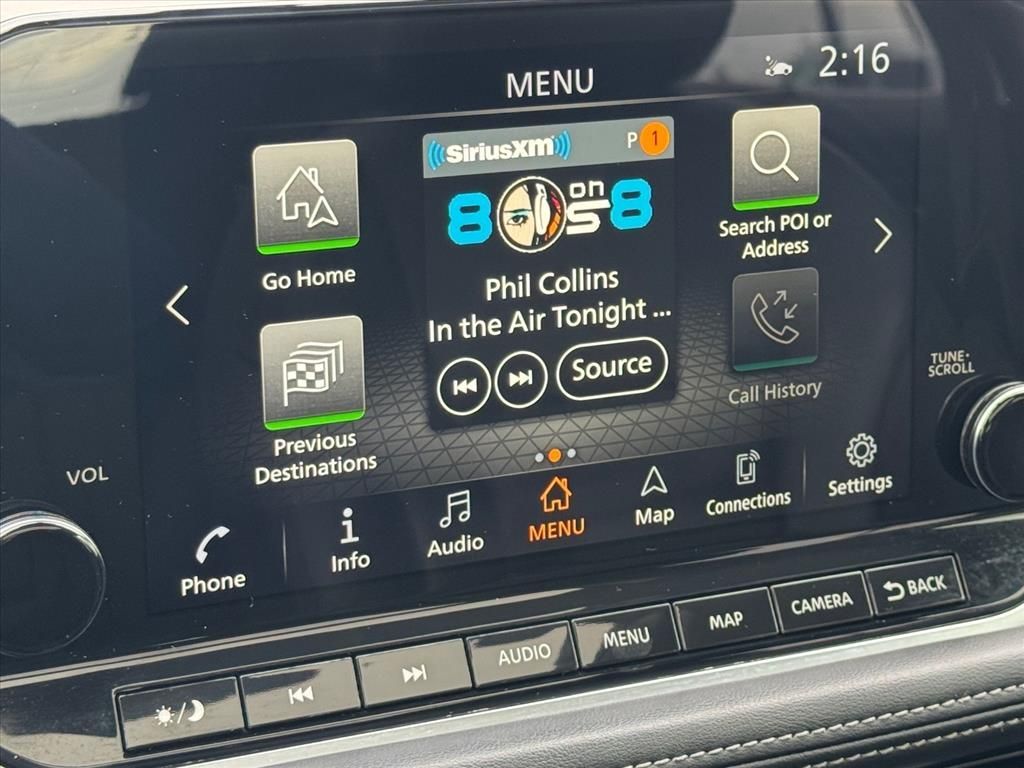 MENU
2:16
SiriusXM
P 1
8 on 8
80s
Phil Collins
In the Air Tonight ...
Source
Go Home
Previous
Destinations
Search POI or
Address
Call History
TUNE·
SCROLL
VOL
Phone
Info
Audio
MENU
Map
Connections
Settings
AUDIO
MENU
MAP
CAMERA
BACK